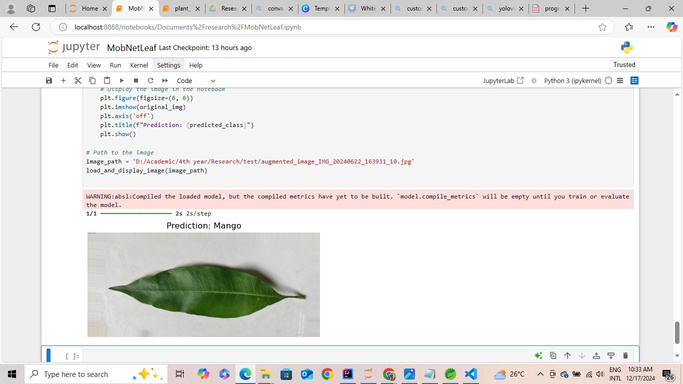 Home
MobN
plant_
Resea
conve
Temp
White
custo
custo
yolov
progr
localhost:8888/notebooks/Documents%2Fresearch%2FMobNetLeaf.ipynb
jupyter MobNetLeaf Last Checkpoint: 13 hours ago
File Edit View Run Kernel Settings Help
Trusted
Code
JupyterLab
Python 3 (ipykernel)
# Display the image in the notebook
plt.figure(figsize=(6, 6))
plt.imshow(original_img)
plt.axis('off')
plt.title(f"Prediction: {predicted_class}")
plt.show()
# Path to the image
image_path = 'D:/Academic/4th year/Research/test/augmented_image_IMG_20240622_163931_10.jpg'
load_and_display_image(image_path)
WARNING:absl:Compiled the loaded model, but the compiled metrics have yet to be built. `model.compile_metrics` will be empty until you train or evaluate
the model.
1/1 2s 2s/step
Prediction: Mango
[ ]:
Type here to search
26°C
ENG
INTL
10:33 AM
12/17/2024